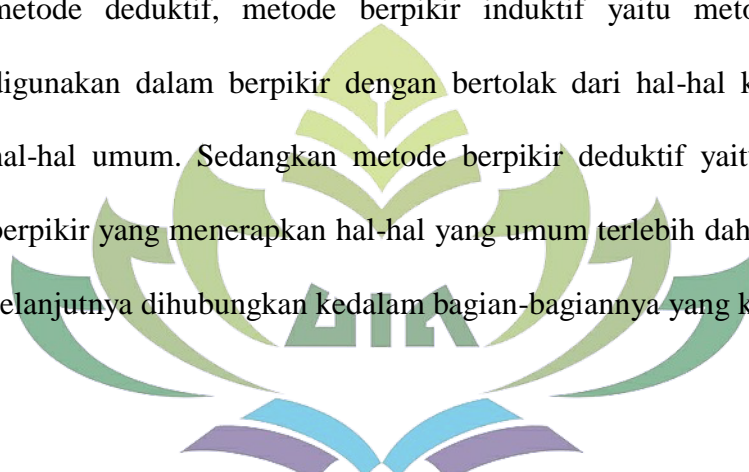 metode deduktif, metode berpikir induktif yaitu
digunakan dalam berpikir dengan bertolak dari hal-hal
hal-hal umum. Sedangkan metode berpikir deduktif
berpikir yang menerapkan hal-hal yang umum terlebih
selanjutnya dihubungkan kedalam bagian-bagiannya yang